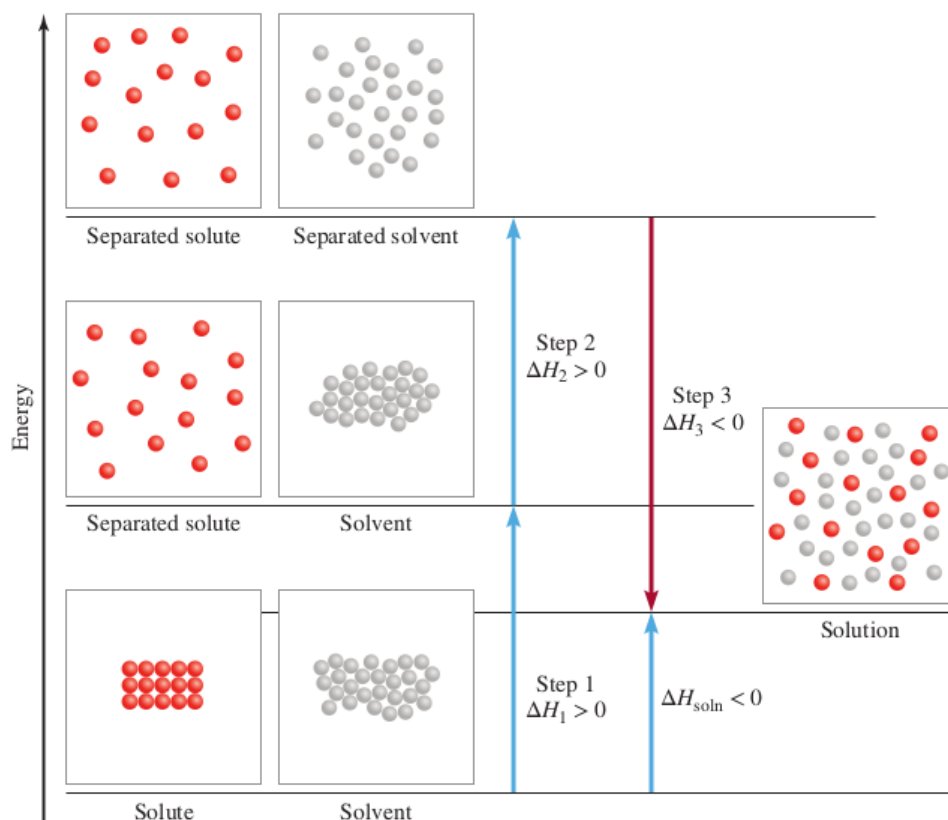 Energy
Separated solute
Separated solvent
Step 2
ΔH₂ > 0
Step 3
ΔH₃ < 0
Separated solute
Solvent
Solution
Step 1
ΔH₁ > 0
ΔHsoln < 0
Solute
Solvent